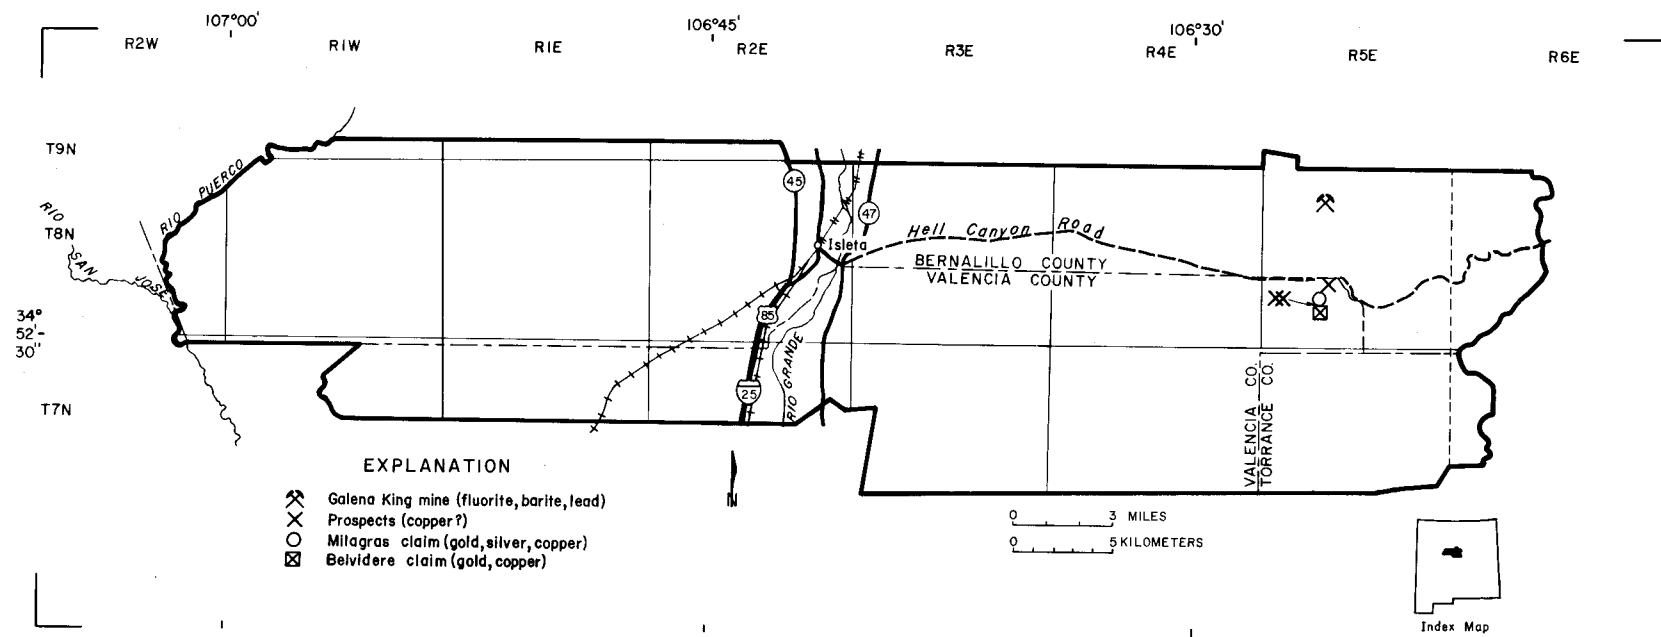 107°00' 106°45' 106°30'
R2W R1W R1E R2E R3E R4E R5E R6E
T9N
RIO PUERCO
45
47
RIO
T8N
SAN JOSE
Isleta
Hell Canyon Road
BERNALILLO COUNTY
VALENCIA COUNTY
34°
52'-
30"
85
RIO GRANDE
25
T7N
VALENCIA CO.
TORRANCE CO.
EXPLANATION
Galena King mine (fluorite, barite, lead)
Prospects (copper?)
Milagras claim (gold, silver, copper)
Belvidere claim (gold, copper)
N
0 3 MILES
0 5 KILOMETERS
Index Map